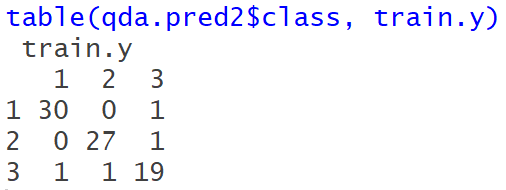 table(qda.pred2$class, train.y)
train.y
1 2 3
1 30 0 1
2 0 27 1
3 1 1 19